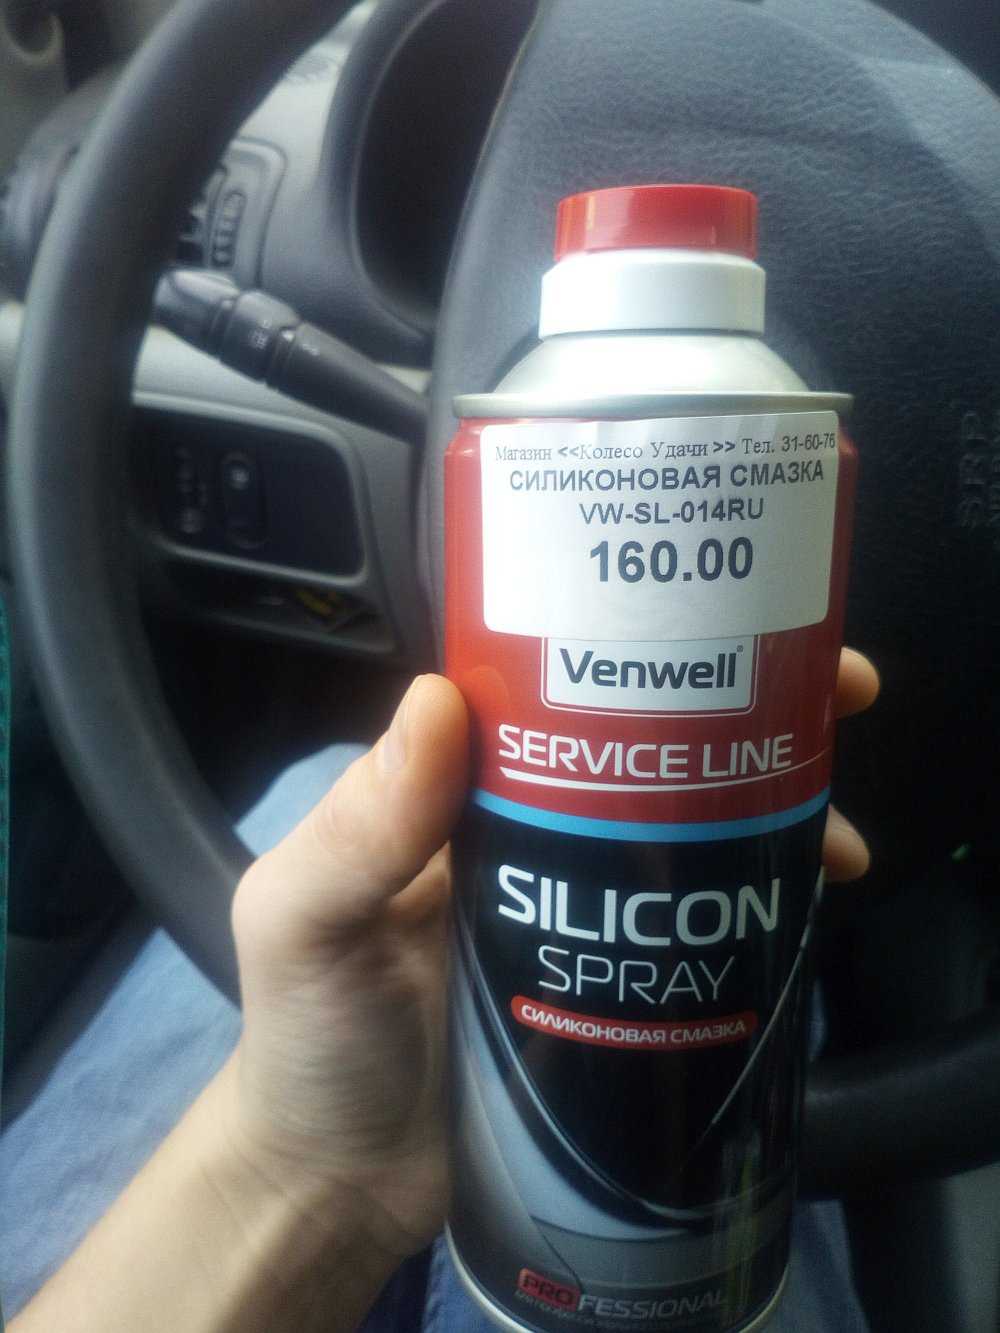 Магазин <<Колесо Удачи >> Тел. 31-60-76
СИЛИКОНОВАЯ СМАЗКА
VW-SL-014RU
160.00
Venwell®
SERVICE LINE
SILICON
SPRAY
СИЛИКОНОВАЯ СМАЗКА
PROFESSIONAL
SRS